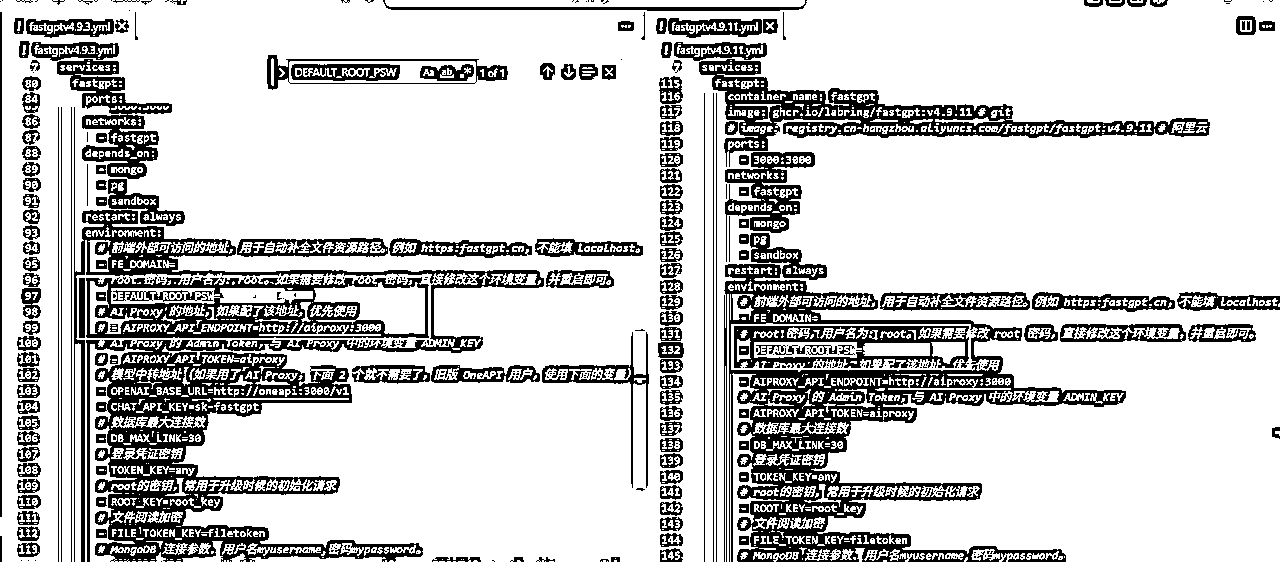 fastgptv4.9.3.yml
fastgptv4.9.3.yml
7 services:
80 fastgpt:
84 ports:
86 networks:
87 - fastgpt
88 depends_on:
89 - mongo
90 - pg
91 - sandbox
92 restart: always
93 environment:
94 # 前端外部可访问的地址，用于自动补全文件资源路径。例如 https:fastgpt.cn，不能填 localhost。
95 - FE_DOMAIN=
96 # root 密码，用户名为: root。如果需要修改 root 密码，直接修改这个环境变量，并重启即可。
97 - DEFAULT_ROOT_PSW=
98 # AI Proxy 的地址，如果配了该地址，优先使用
99 # - AIPROXY_API_ENDPOINT=http://aiproxy:3000
100 # AI Proxy 的 Admin Token，与 AI Proxy 中的环境变量 ADMIN_KEY
101 # - AIPROXY_API_TOKEN=aiproxy
102 # 模型中转地址（如果用了 AI Proxy，下面 2 个就不需要了，旧版 OneAPI 用户，使用下面的变量）
103 - OPENAI_BASE_URL=http://oneapi:3000/v1
104 - CHAT_API_KEY=sk-fastgpt
105 # 数据库最大连接数
106 - DB_MAX_LINK=30
107 # 登录凭证密钥
108 - TOKEN_KEY=any
109 # root的密钥，常用于升级时候的初始化请求
110 - ROOT_KEY=root_key
111 # 文件阅读加密
112 - FILE_TOKEN_KEY=filetoken
113 # MongoDB 连接参数. 用户名myusername,密码mypassword。
DEFAULT_ROOT_PSW Aa ab .* 1 of 1
fastgptv4.9.11.yml
fastgptv4.9.11.yml
7 services:
115 fastgpt:
116 container_name: fastgpt
117 image: ghcr.io/labring/fastgpt:v4.9.11 # git
118 # image: registry.cn-hangzhou.aliyuncs.com/fastgpt/fastgpt:v4.9.11 # 阿里云
119 ports:
120 - 3000:3000
121 networks:
122 - fastgpt
123 depends_on:
124 - mongo
125 - pg
126 - sandbox
127 restart: always
128 environment:
129 # 前端外部可访问的地址，用于自动补全文件资源路径。例如 https:fastgpt.cn，不能填 localhost
130 - FE_DOMAIN=
131 # root 密码，用户名为: root。如果需要修改 root 密码，直接修改这个环境变量，并重启即可。
132 - DEFAULT_ROOT_PSW=
133 # AI Proxy 的地址，如果配了该地址，优先使用
134 - AIPROXY_API_ENDPOINT=http://aiproxy:3000
135 # AI Proxy 的 Admin Token，与 AI Proxy 中的环境变量 ADMIN_KEY
136 - AIPROXY_API_TOKEN=aiproxy
137 # 数据库最大连接数
138 - DB_MAX_LINK=30
139 # 登录凭证密钥
140 - TOKEN_KEY=any
141 # root的密钥，常用于升级时候的初始化请求
142 - ROOT_KEY=root_key
143 # 文件阅读加密
144 - FILE_TOKEN_KEY=filetoken
145 # MongoDB 连接参数. 用户名myusername,密码mypassword。